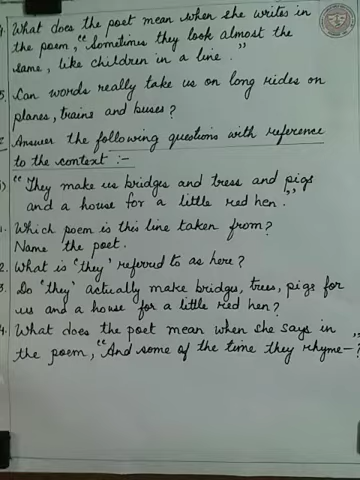 4 What does the poet mean when she writes in
the poem, "Sometimes they look almost the
same, like children in a line."
5. Can words really take us on long rides on
planes, trains and buses?
Answer the following questions with reference
to the context :-
i) "They make us bridges and tress and pigs
and a house for a little red hen."
1. Which poem is this line taken from?
Name the poet.
2. What is 'they' referred to as here?
3. Do 'they' actually make bridges, trees, pigs for
us and a house for a little red hen?
4. What does the poet mean when she says in
the poem, "And some of the time they rhyme-"?